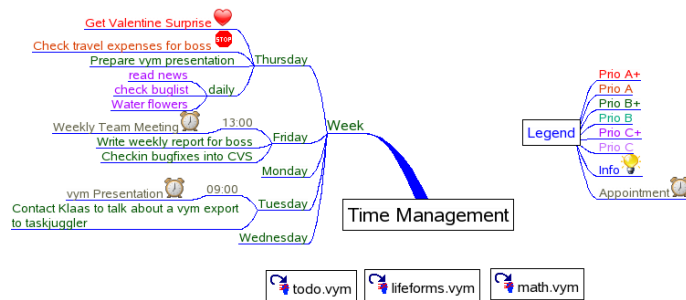 Get Valentine Surprise
Check travel expenses for boss
STOP
Prepare vym presentation
Thursday
read news
check buglist
daily
Water flowers
Weekly Team Meeting
13:00
Write weekly report for boss
Friday
Checkin bugfixes into CVS
Week
Monday
vym Presentation
09:00
Contact Klaas to talk about a vym export
to taskjuggler
Tuesday
Wednesday
Time Management
Legend
Prio A+
Prio A
Prio B+
Prio B
Prio C+
Prio C
Info
Appointment
todo.vym
lifeforms.vym
math.vym